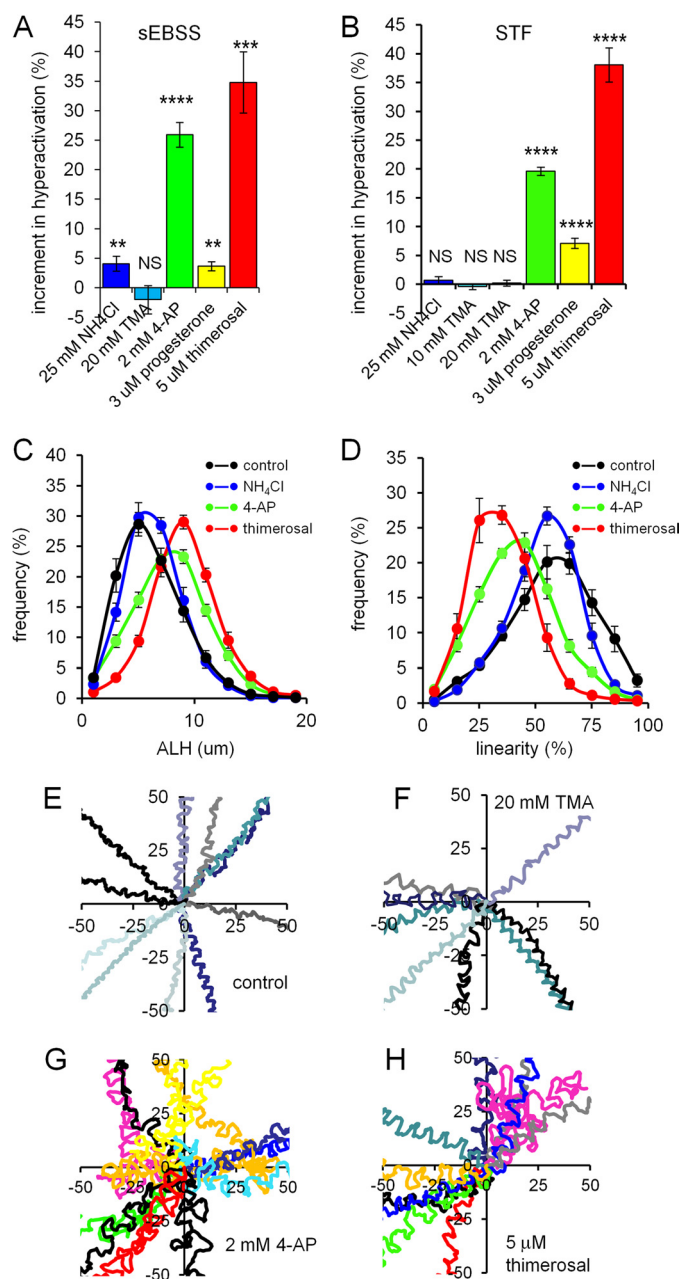 A
sEBSS
increment in hyperactivation (%)
45
40
35
30
25
20
15
10
5
0
-5
**
NS
****
**
***
25 mM NH4Cl
20 mM TMA
2 mM 4-AP
3 uM progesterone
5 uM thimerosal
B
STF
increment in hyperactivation (%)
45
40
35
30
25
20
15
10
5
0
-5
NS
NS
NS
****
****
****
25 mM NH4Cl
10 mM TMA
20 mM TMA
2 mM 4-AP
3 uM progesterone
5 uM thimerosal
C
frequency (%)
40
35
30
25
20
15
10
5
0
control
NH₄Cl
4-AP
thimerosal
0
10
20
ALH (um)
D
frequency (%)
35
30
25
20
15
10
5
0
control
NH₄Cl
4-AP
thimerosal
0
25
50
75
100
linearity (%)
E
50
25
-50
-25
0
0
25
50
-25
-50
control
F
50
20 mM TMA
25
-50
-25
0
0
25
50
-25
-50
G
50
25
-50
-25
0
0
25
50
-25
-50
2 mM 4-AP
H
50
25
-50
-25
0
0
25
50
-25
-50
5 μM
thimerosal